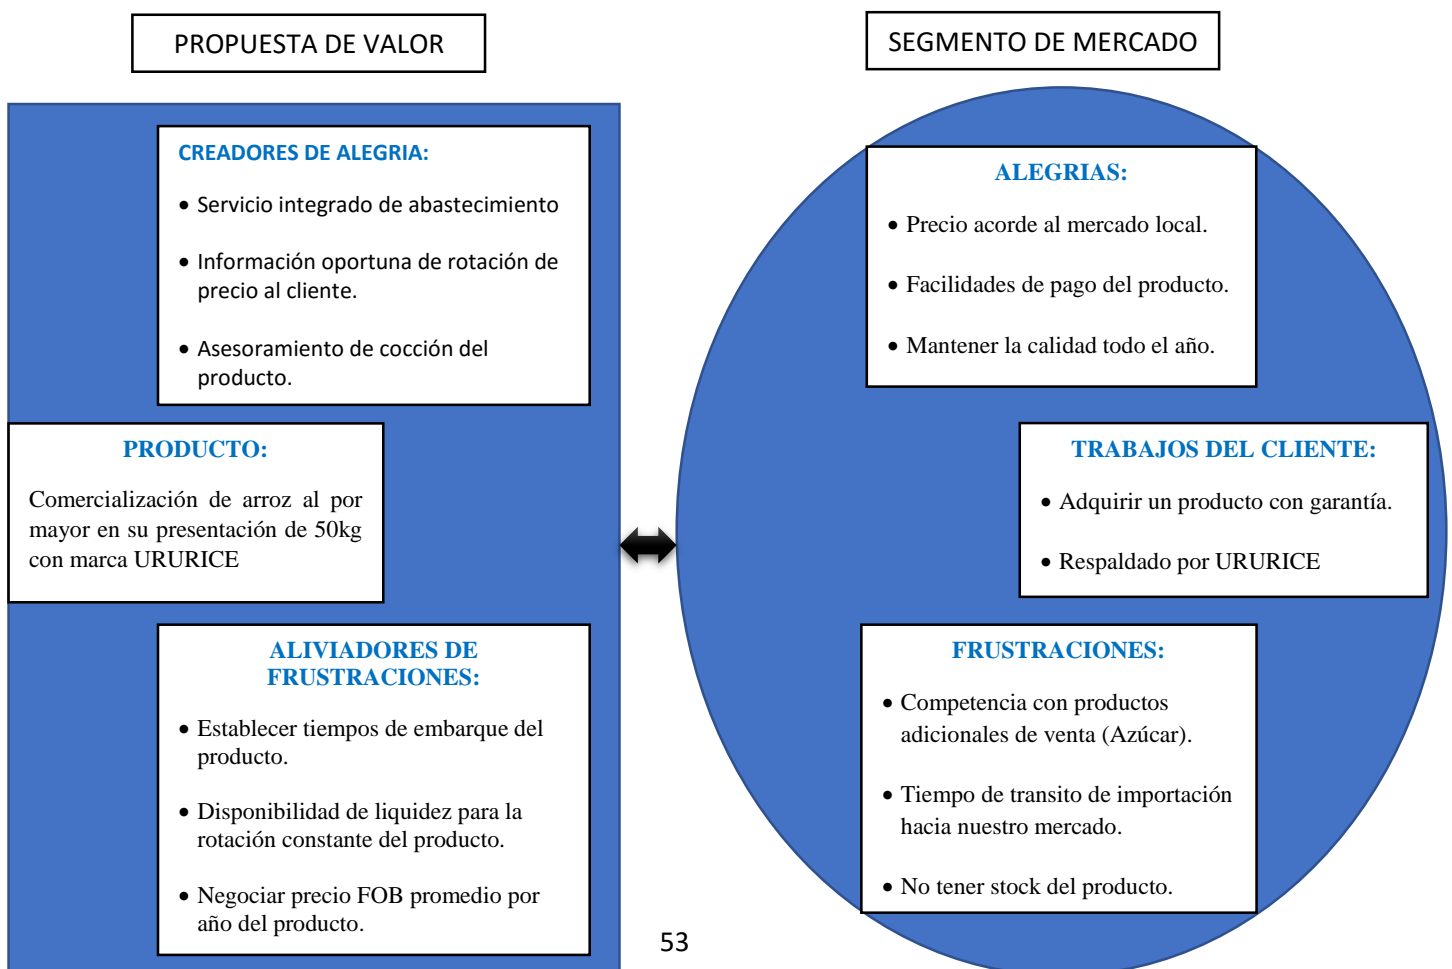 PROPUESTA DE VALOR
CREADORES DE ALEGRIA:
• Servicio integrado de abastecimiento
• Información oportuna de rotación de
precio al cliente.
• Asesoramiento de cocción del
producto.
PRODUCTO:
Comercialización de arroz al por
mayor en su presentación de 50kg
con marca URURICE
ALIVIADORES DE
FRUSTRACIONES:
• Establecer tiempos de embarque del
producto.
• Disponibilidad de liquidez para la
rotación constante del producto.
• Negociar precio FOB promedio por
año del producto.
SEGMENTO DE MERCADO
ALEGRIAS:
• Precio acorde al mercado local.
• Facilidades de pago del producto.
• Mantener la calidad todo el año.
TRABAJOS DEL CLIENTE:
• Adquirir un producto con garantía.
• Respaldado por URURICE
FRUSTRACIONES:
• Competencia con productos
adicionales de venta (Azúcar).
• Tiempo de transito de importación
hacia nuestro mercado.
• No tener stock del producto.
53